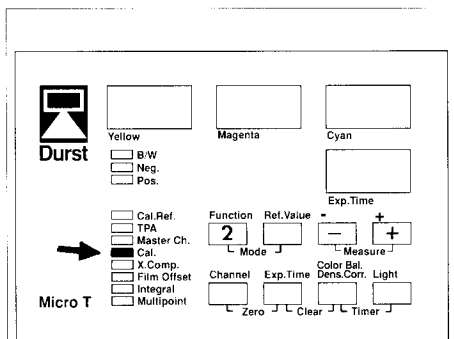 Yellow Magenta Cyan
Durst
B/W
Neg.
Pos.
Exp.Time
Cal.Ref.
TPA
Master Ch.
Cal.
X.Comp.
Film Offset
Integral
Multipoint
Micro T
Function Ref.Value - +
2 − +
Mode Measure
Channel Exp.Time Color Bal. Dens.Corr. Light
Zero Clear Timer